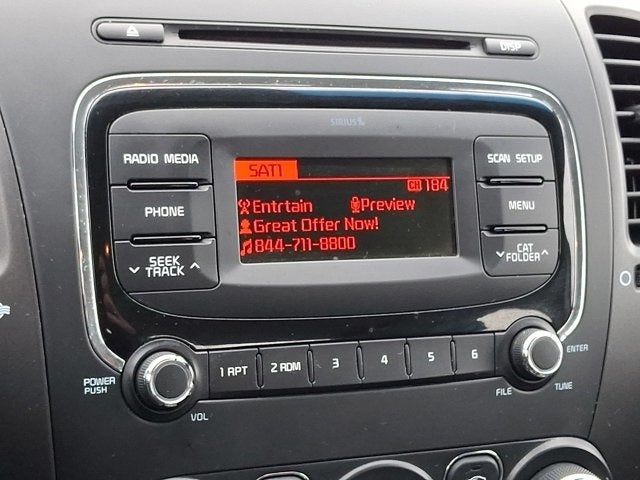 DISP
SIRIUS
RADIO MEDIA
SAT1
SCAN SETUP
CH 184
Entrtain Preview
PHONE
MENU
Great Offer Now!
844-711-8800
SEEK
TRACK
CAT
FOLDER
1 RPT 2 RDM 3 4 5 6
ENTER
POWER
PUSH
VOL
FILE
TUNE